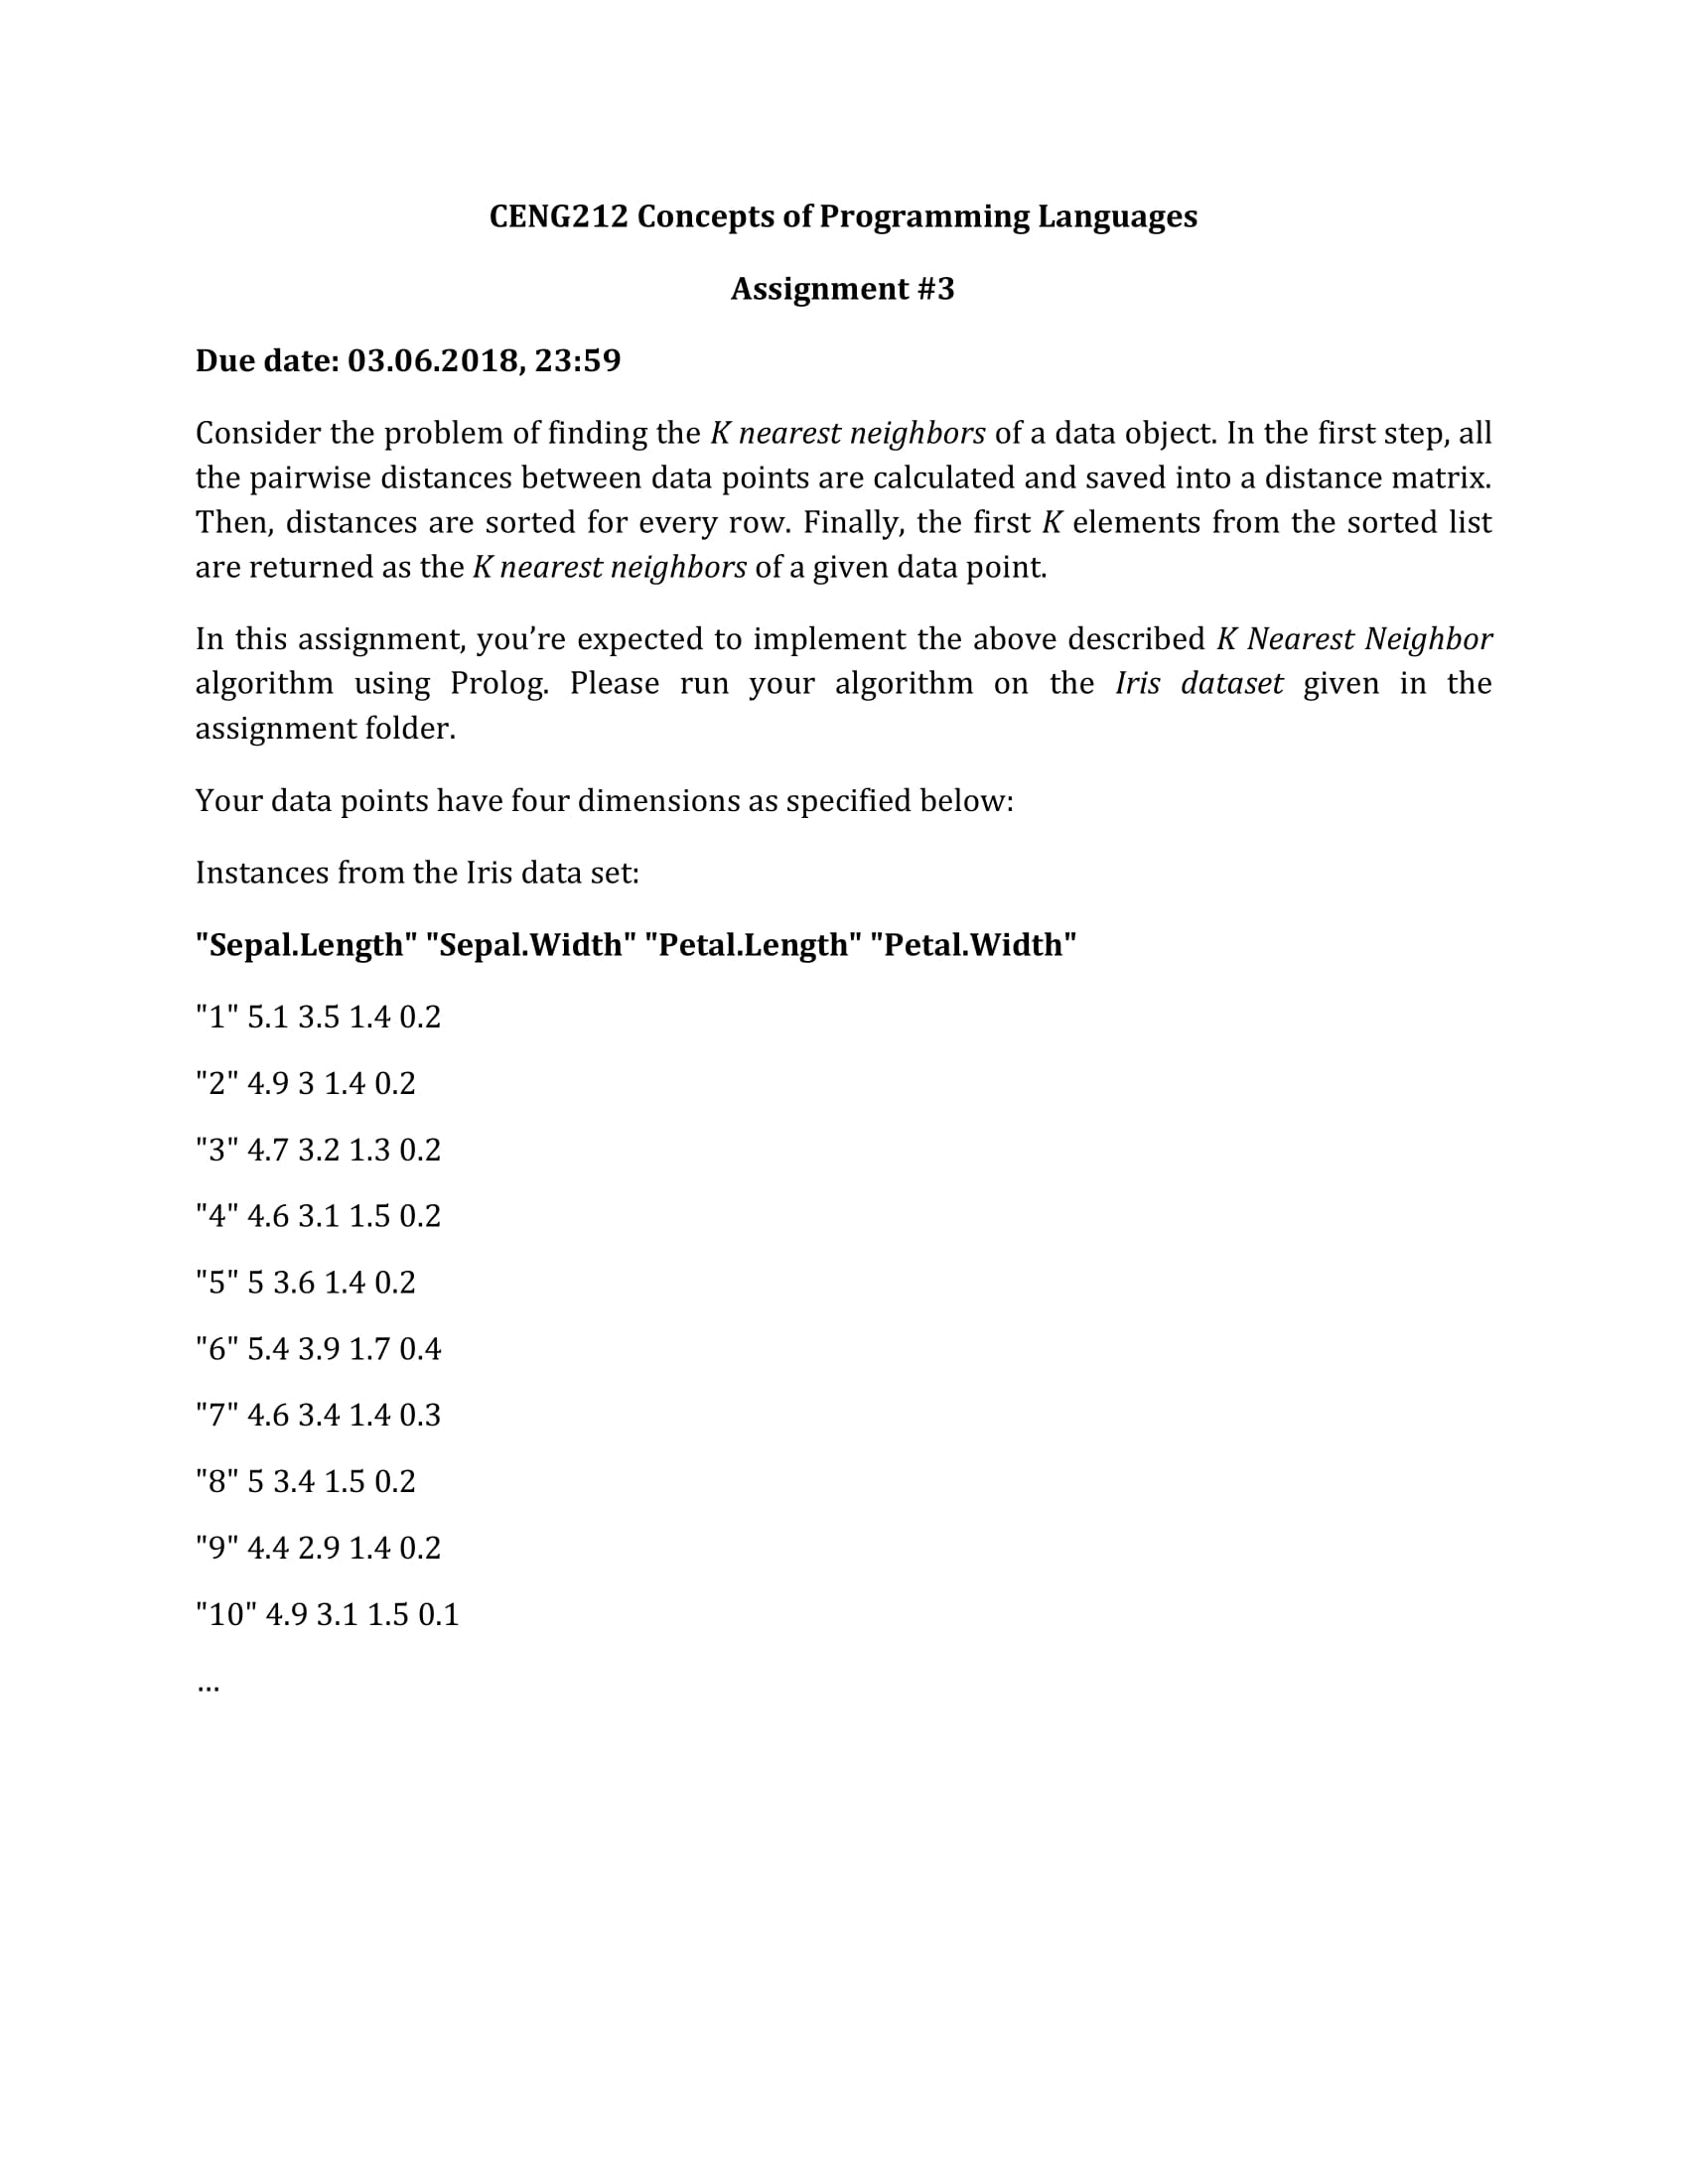 CENG212 Concepts of Programming Languages
Assignment #3
Due date: 03.06.2018, 23:59
Consider the problem of finding the K nearest neighbors of a data object. In the first step, all
the pairwise distances between data points are calculated and saved into a distance matrix.
Then, distances are sorted for every row. Finally, the first K elements from the sorted list
are returned as the K nearest neighbors of a given data point.
In this assignment, you’re expected to implement the above described K Nearest Neighbor
algorithm using Prolog. Please run your algorithm on the Iris dataset given in the
assignment folder.
Your data points have four dimensions as specified below:
Instances from the Iris data set:
"Sepal.Length" "Sepal.Width" "Petal.Length" "Petal.Width"
"1" 5.1 3.5 1.4 0.2
"2" 4.9 3 1.4 0.2
"3" 4.7 3.2 1.3 0.2
"4" 4.6 3.1 1.5 0.2
"5" 5 3.6 1.4 0.2
"6" 5.4 3.9 1.7 0.4
"7" 4.6 3.4 1.4 0.3
"8" 5 3.4 1.5 0.2
"9" 4.4 2.9 1.4 0.2
"10" 4.9 3.1 1.5 0.1
…